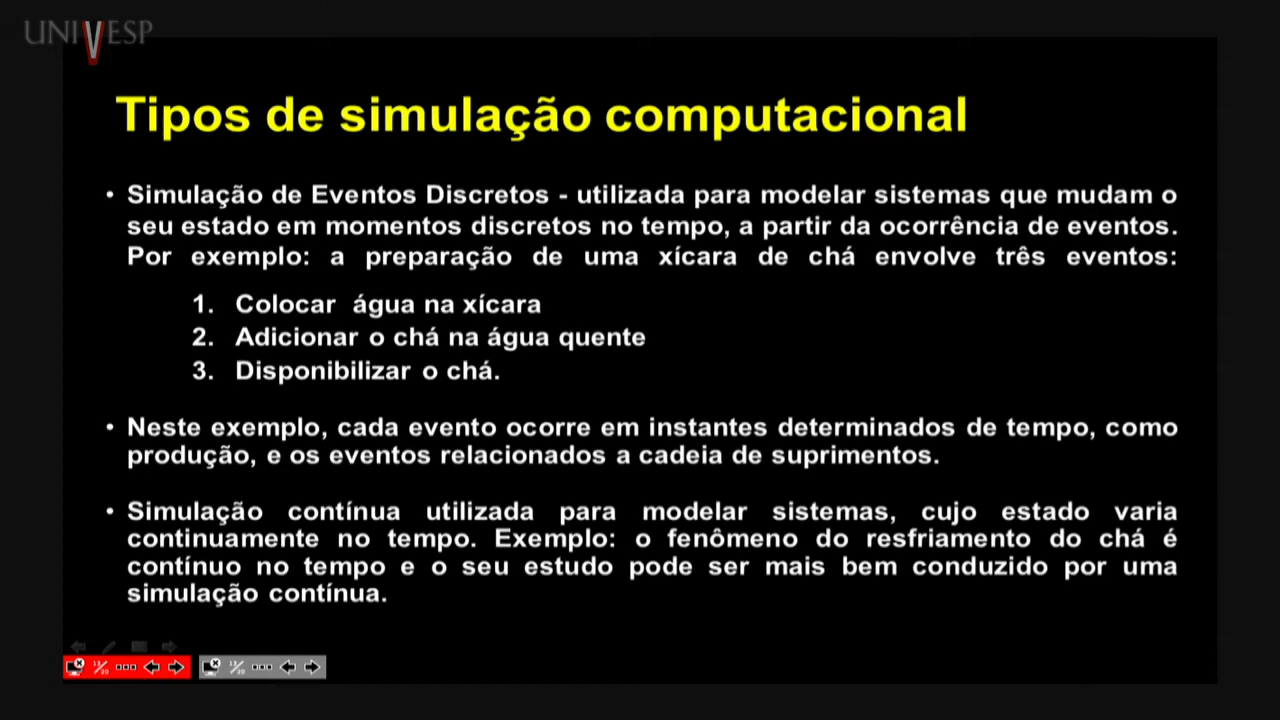 UNIVESP
Tipos de simulação computacional
• Simulação de Eventos Discretos - utilizada para modelar sistemas que mudam o
seu estado em momentos discretos no tempo, a partir da ocorrência de eventos.
Por exemplo: a preparação de uma xícara de chá envolve três eventos:
1. Colocar água na xícara
2. Adicionar o chá na água quente
3. Disponibilizar o chá.
• Neste exemplo, cada evento ocorre em instantes determinados de tempo, como
produção, e os eventos relacionados a cadeia de suprimentos.
• Simulação contínua utilizada para modelar sistemas, cujo estado varia
continuamente no tempo. Exemplo: o fenômeno do resfriamento do chá é
contínuo no tempo e o seu estudo pode ser mais bem conduzido por uma
simulação contínua.